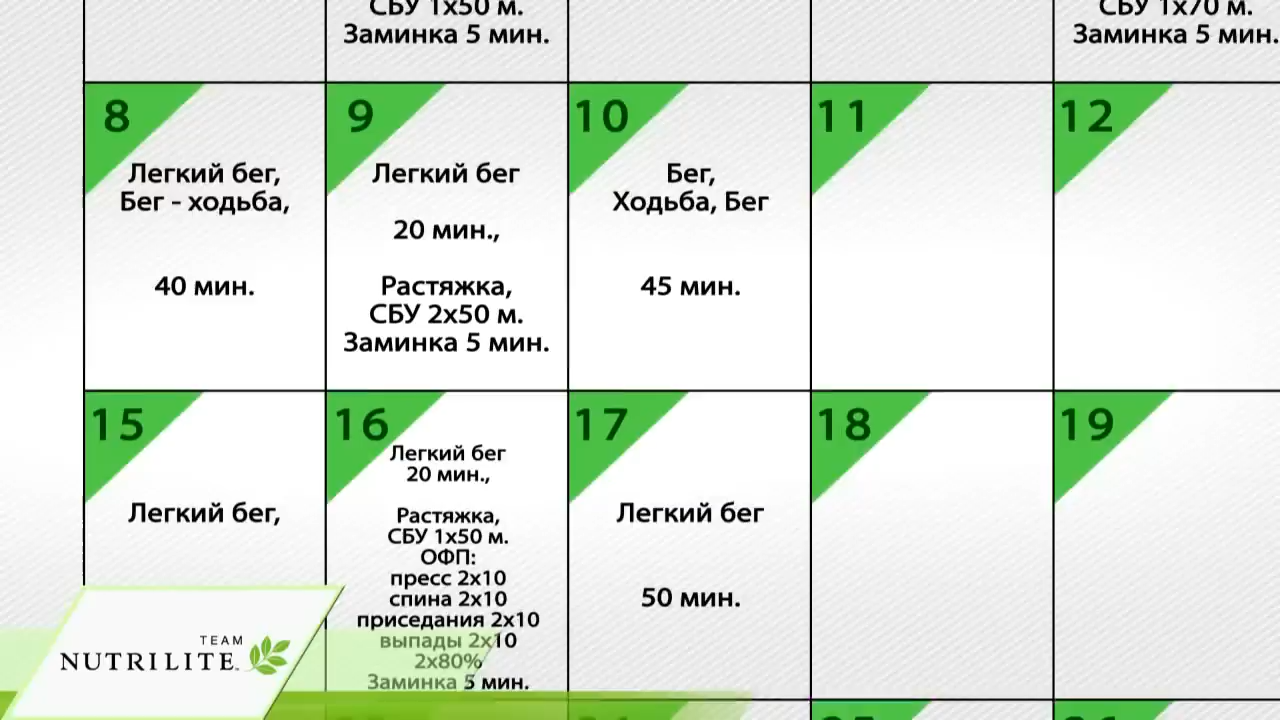 СБУ 1х50 м.
Заминка 5 мин.
СБУ 1х70 м.
Заминка 5 мин.
8
Легкий бег,
Бег - ходьба,
40 мин.
9
Легкий бег
20 мин.,
Растяжка,
СБУ 2х50 м.
Заминка 5 мин.
10
Бег,
Ходьба, Бег
45 мин.
11
12
15
Легкий бег,
16
Легкий бег
20 мин.,
Растяжка,
СБУ 1х50 м.
ОФП:
пресс 2х10
спина 2х10
приседания 2х10
выпады 2х10
2х80%
Заминка 5 мин.
17
Легкий бег
50 мин.
18
19
TEAM
NUTRILITE™